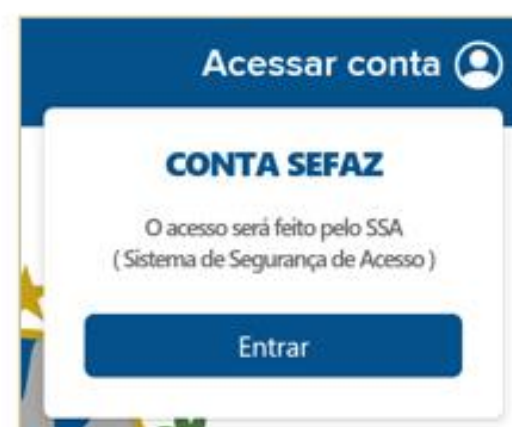 Acessar conta
CONTA SEFAZ
O acesso será feito pelo SSA
( Sistema de Segurança de Acesso )
Entrar